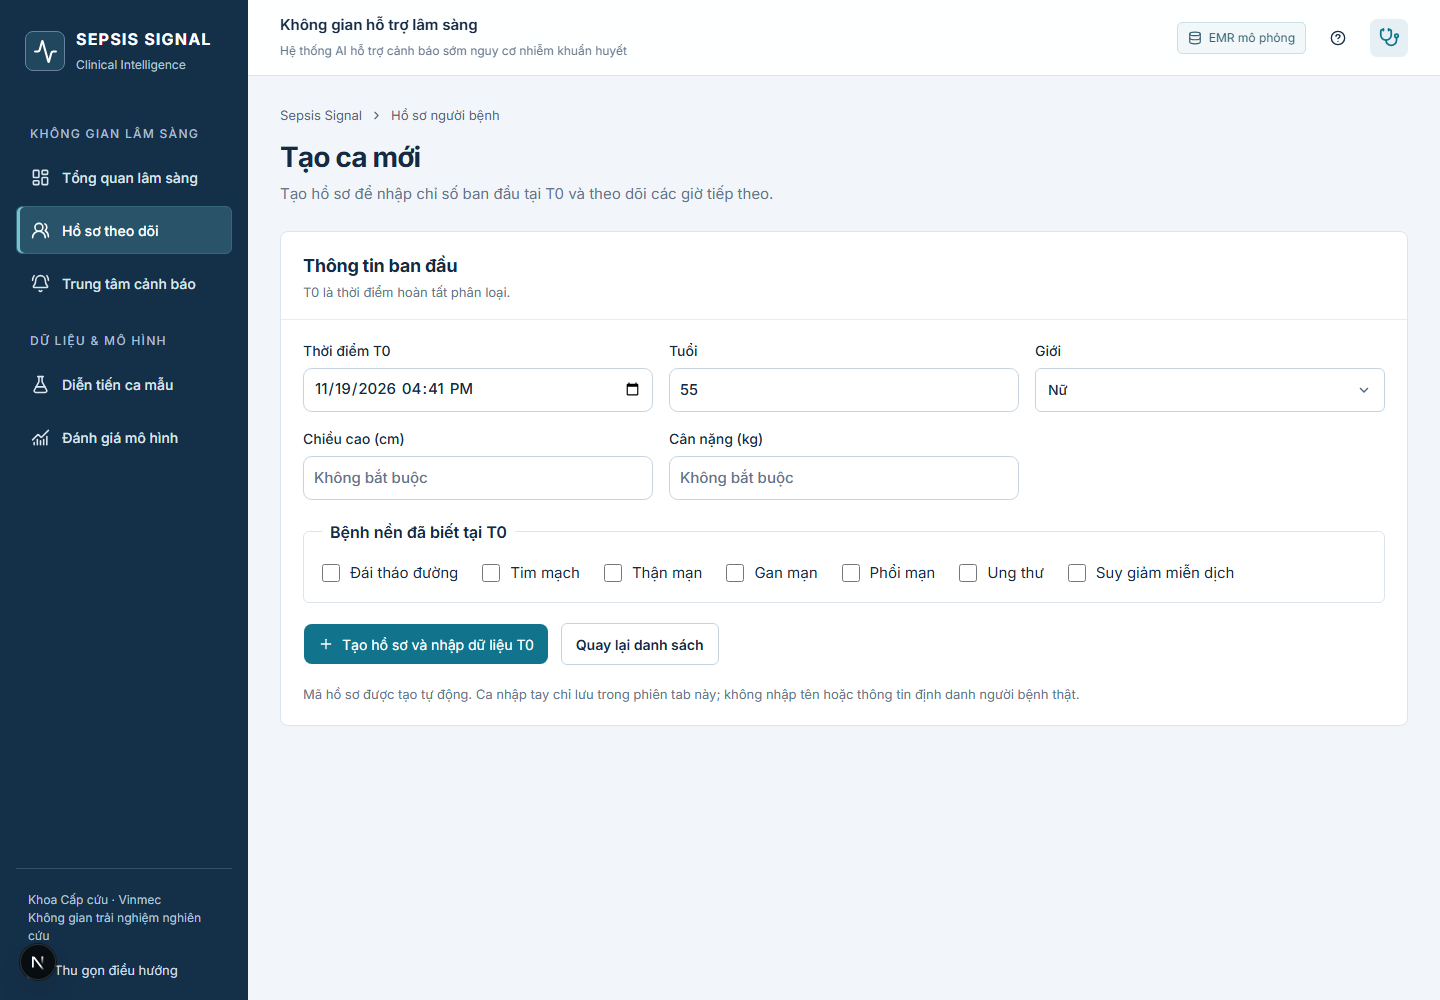 SEPSIS SIGNAL
Clinical Intelligence
KHÔNG GIAN LÂM SÀNG
Tổng quan lâm sàng
Hồ sơ theo dõi
Trung tâm cảnh báo
DỮ LIỆU & MÔ HÌNH
Diễn tiến ca mẫu
Đánh giá mô hình
Khoa Cấp cứu · Vinmec
Không gian trải nghiệm nghiên
cứu
N
Thu gọn điều hướng
Không gian hỗ trợ lâm sàng
Hệ thống AI hỗ trợ cảnh báo sớm nguy cơ nhiễm khuẩn huyết
EMR mô phỏng
Sepsis Signal > Hồ sơ người bệnh
Tạo ca mới
Tạo hồ sơ để nhập chỉ số ban đầu tại T0 và theo dõi các giờ tiếp theo.
Thông tin ban đầu
T0 là thời điểm hoàn tất phân loại.
Thời điểm T0 Tuổi Giới
11/19/2026 04:41 PM 55 Nữ
Chiều cao (cm) Cân nặng (kg)
Không bắt buộc Không bắt buộc
Bệnh nền đã biết tại T0
Đái tháo đường Tim mạch Thận mạn Gan mạn Phổi mạn Ung thư Suy giảm miễn dịch
+ Tạo hồ sơ và nhập dữ liệu T0 Quay lại danh sách
Mã hồ sơ được tạo tự động. Ca nhập tay chỉ lưu trong phiên tab này; không nhập tên hoặc thông tin định danh người bệnh thật.